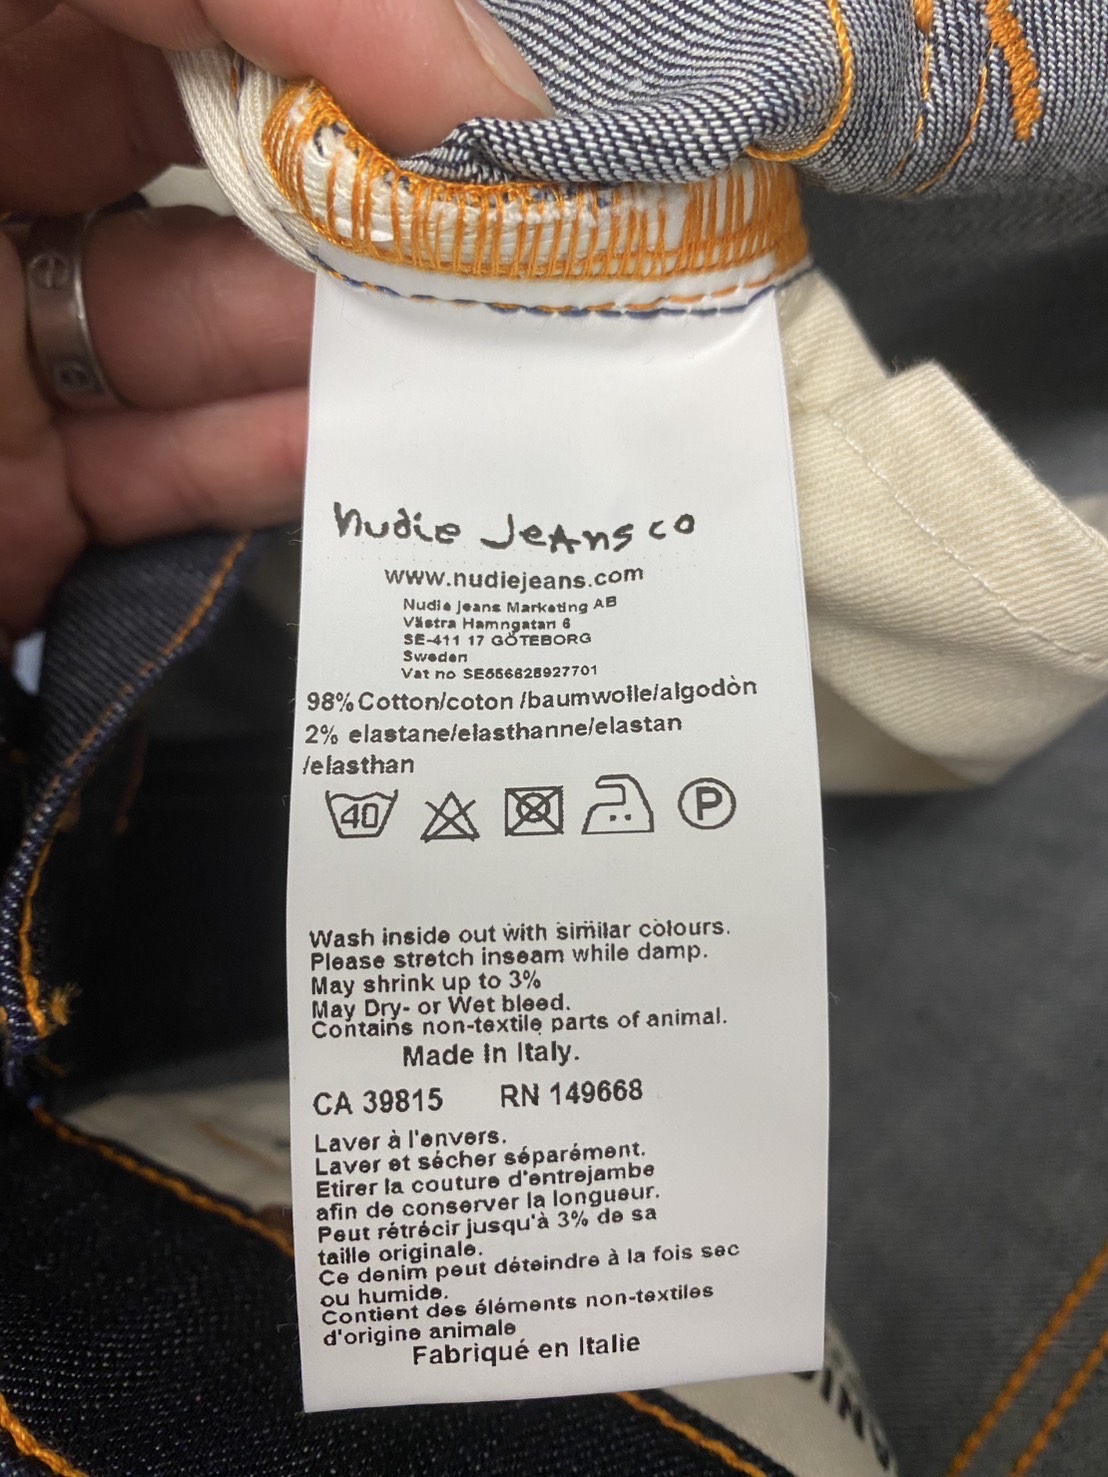 nudie Jeans co
www.nudiejeans.com
Nudie Jeans Marketing AB
Västra Hamngatan 6
SE-411 17 GÖTEBORG
Sweden
Vat no SE556628927701
98% Cotton/coton /baumwolle/algodòn
2% elastane/elasthanne/elastan
/elasthan
40
P
Wash inside out with similar colours.
Please stretch inseam while damp.
May shrink up to 3%
May Dry- or Wet bleed.
Contains non-textile parts of animal.
Made In Italy.
CA 39815 RN 149668
Laver à l'envers.
Laver et sécher séparément.
Etirer la couture d'entrejambe
afin de conserver la longueur.
Peut rétrécir jusqu'à 3% de sa
taille originale.
Ce denim peut déteindre à la fois sec
ou humide.
Contient des éléments non-textiles
d'origine animale
Fabriqué en Italie